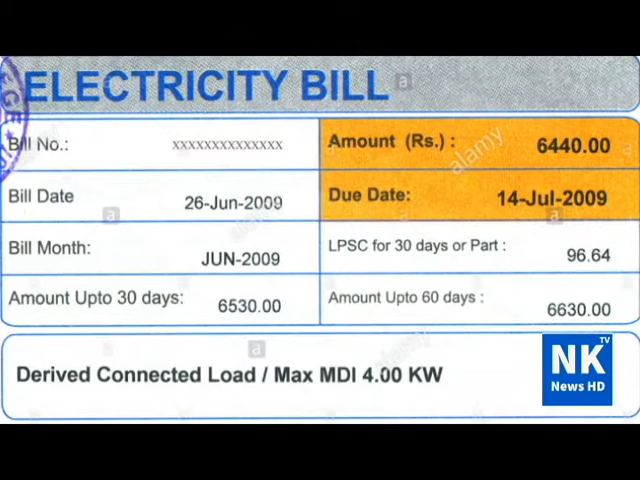 ELECTRICITY BILL
Bill No.: xxxxxxxxxxxxxx
Amount (Rs.) : 6440.00
Bill Date 26-Jun-2009
Due Date: 14-Jul-2009
Bill Month: JUN-2009
LPSC for 30 days or Part : 96.64
Amount Upto 30 days: 6530.00
Amount Upto 60 days : 6630.00
Derived Connected Load / Max MDI 4.00 KW
NK TV
News HD
alamy
a